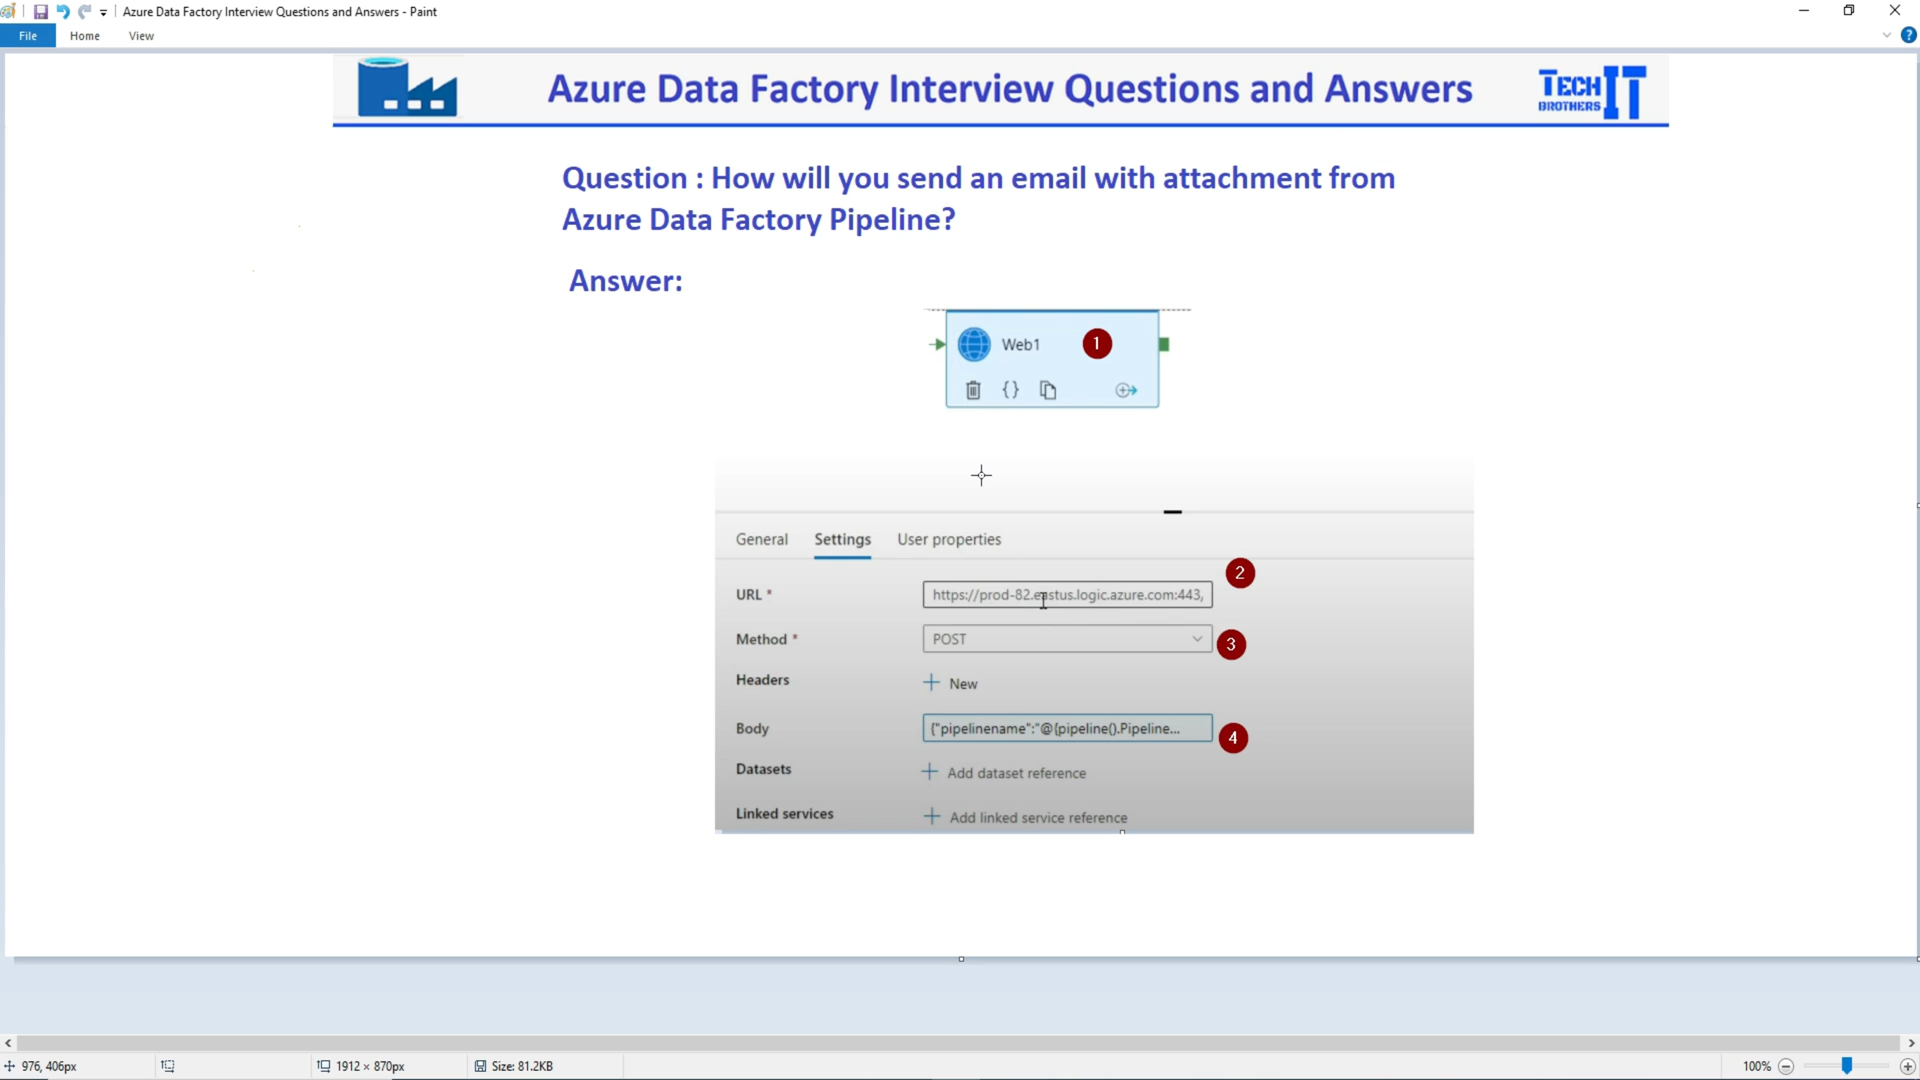 Azure Data Factory Interview Questions and Answers - Paint
File Home View
Azure Data Factory Interview Questions and Answers
TECH
BROTHERS
IT
Question : How will you send an email with attachment from
Azure Data Factory Pipeline?
Answer:
Web1
1
General Settings User properties
2
URL * https://prod-82.eastus.logic.azure.com:443,
Method * POST
3
Headers New
Body {"pipelinename":"@{pipeline().Pipeline...
4
Datasets Add dataset reference
Linked services Add linked service reference
976, 406px 1912 × 870px Size: 81.2KB 100%